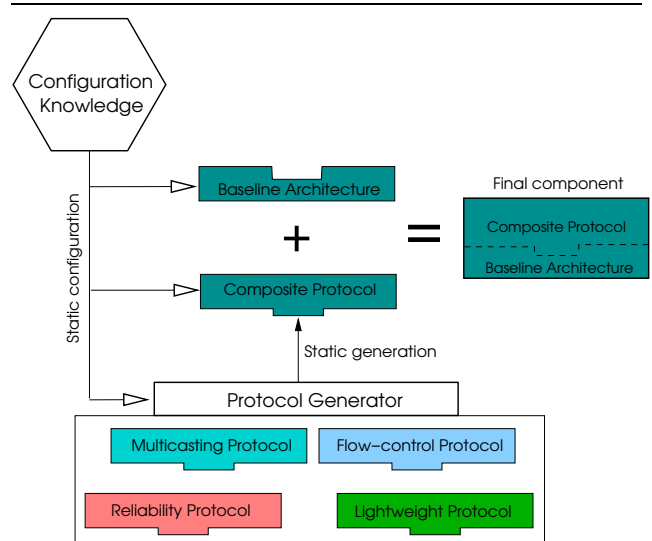 Configuration
Knowledge
Static configuration
Baseline Architecture
+
=
Final component
Composite Protocol
Baseline Architecture
Composite Protocol
Static generation
Protocol Generator
Multicasting Protocol
Flow–control Protocol
Reliability Protocol
Lightweight Protocol